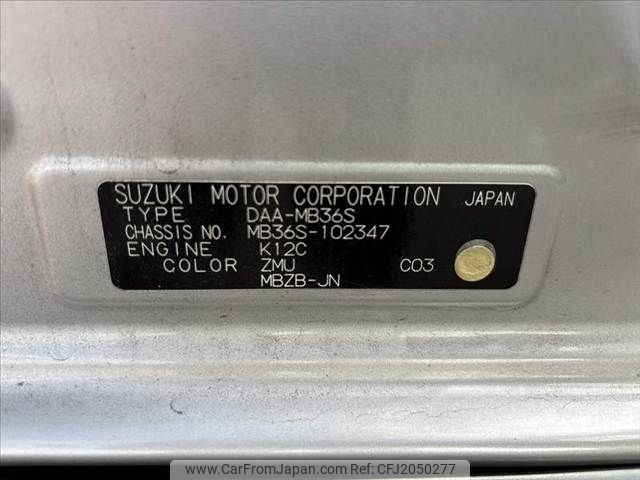 SUZUKI MOTOR CORPORATION JAPAN
TYPE DAA-MB36S
CHASSIS NO. MB36S-102347
ENGINE K12C
COLOR ZMU C03
MBZB-JN
www.CarFromJapan.com|CFJ2050277